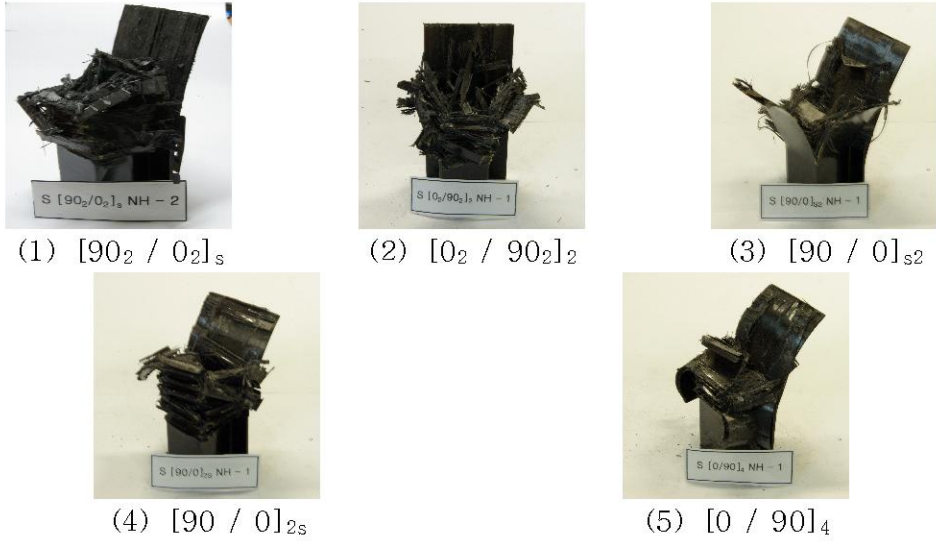 S [90₂/0₂]ₛ NH - 2
S [0₂/90₂]₂ NH - 1
S [90/0]ₛ₂ NH - 1
(1) [90₂ / 0₂]ₛ
(2) [0₂ / 90₂]₂
(3) [90 / 0]ₛ₂
S [90/0]₂ₛ NH - 1
S [0/90]₄ NH - 1
(4) [90 / 0]₂ₛ
(5) [0 / 90]₄